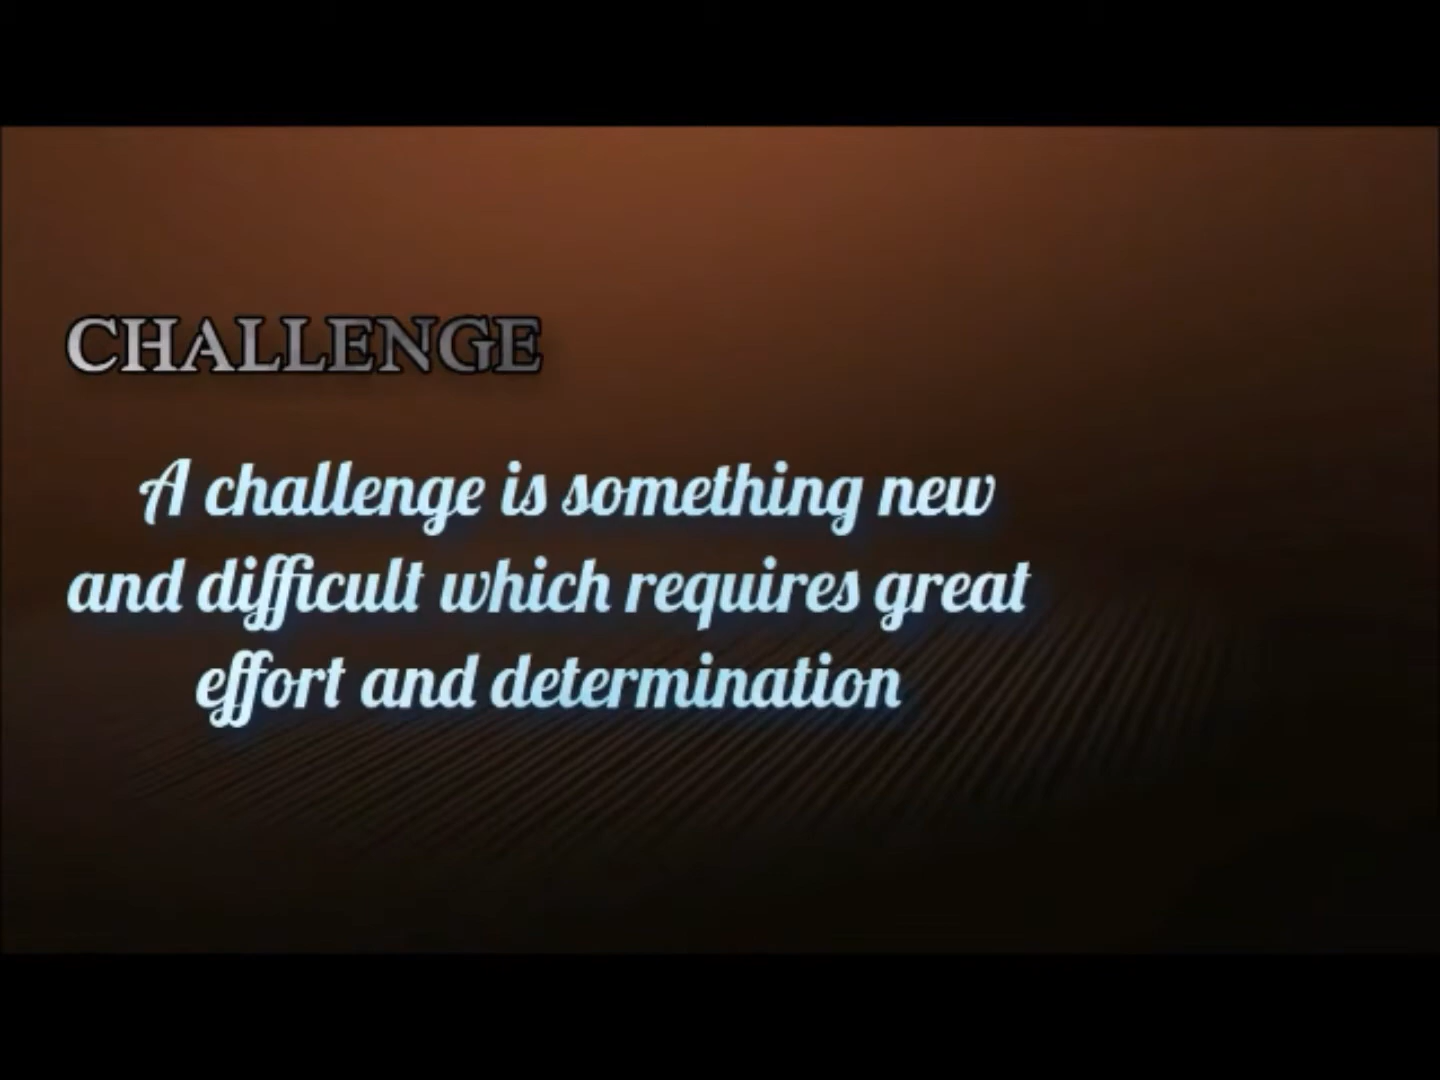 CHALLENGE
A challenge is something new
and difficult which requires great
effort and determination